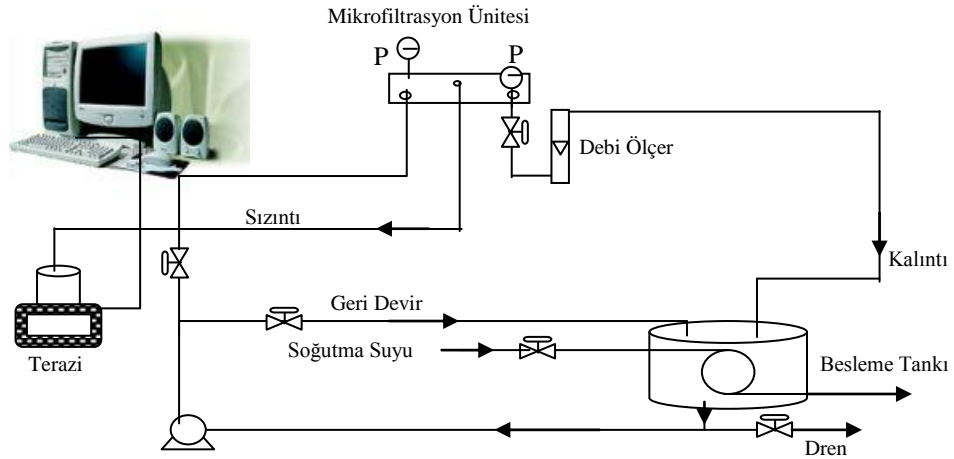 Mikrofiltrasyon Ünitesi
P
P
Debi Ölçer
Sızıntı
Kalıntı
Geri Devir
Soğutma Suyu
Terazi
Besleme Tankı
Dren